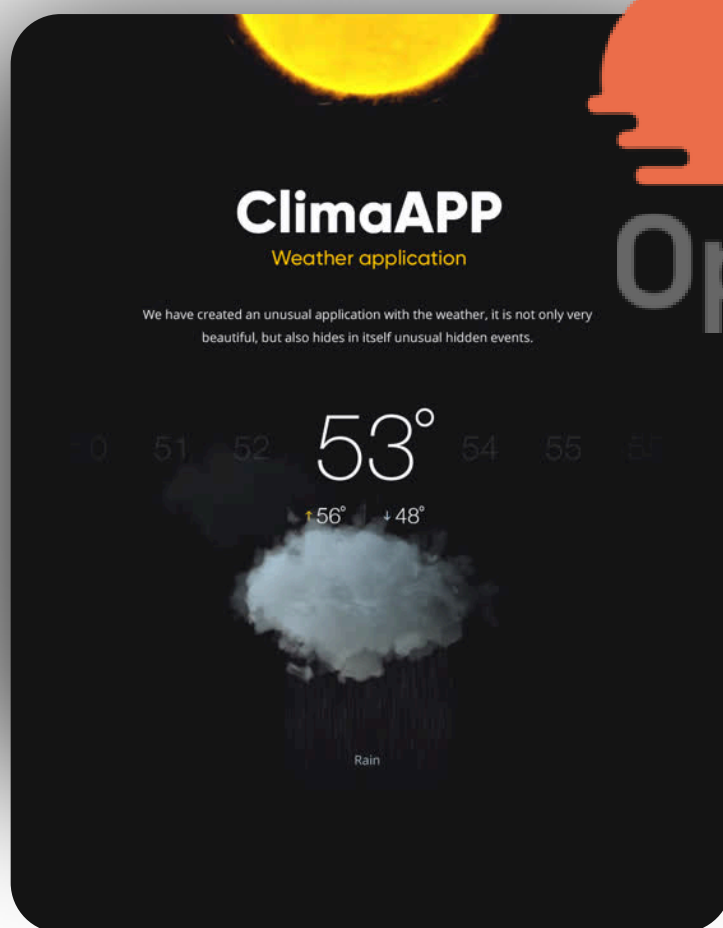 ClimaAPP
Weather application
We have created an unusual application with the weather, it is not only very
beautiful, but also hides in itself unusual hidden events.
51 52 53° 54 55
↑56° ↓48°
Rain
Op